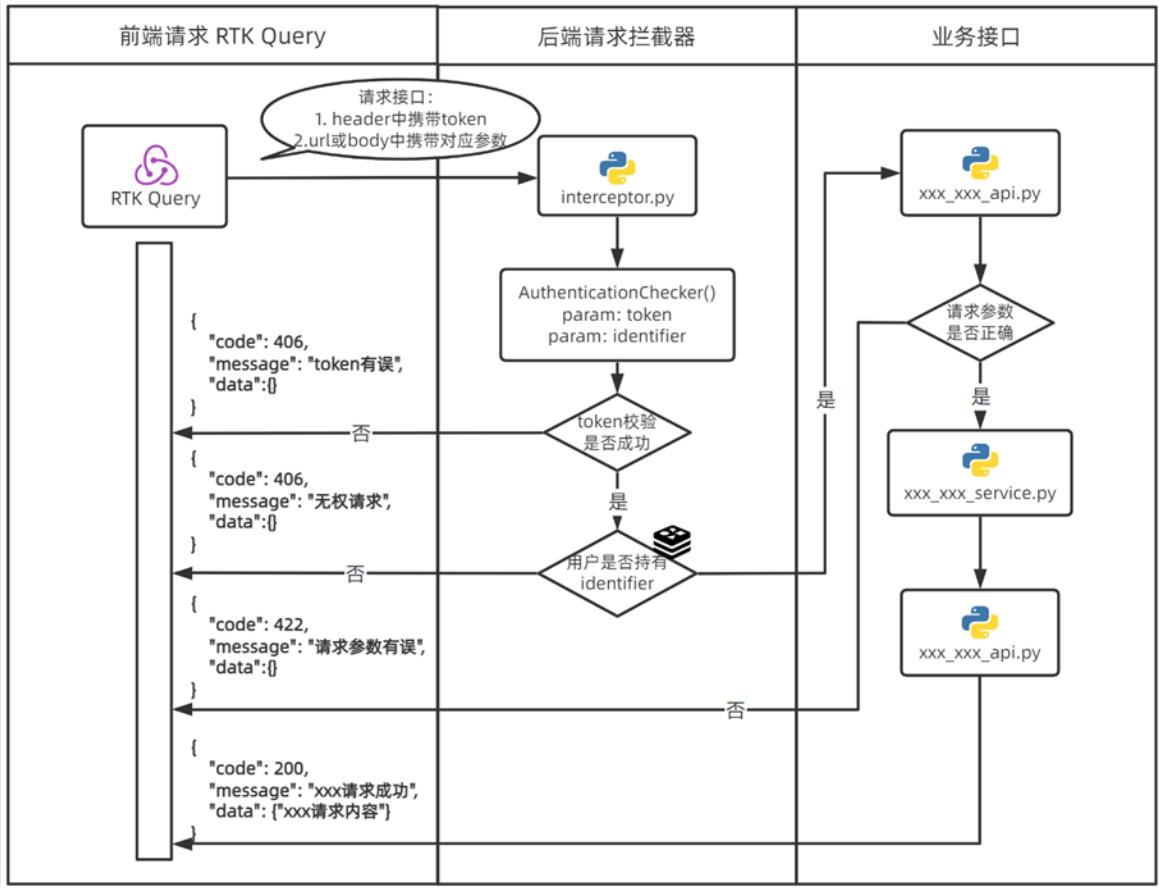 前端请求 RTK Query
后端请求拦截器
业务接口
请求接口：
1. header中携带token
2.url或body中携带对应参数
RTK Query
interceptor.py
xxx_xxx_api.py
AuthenticationChecker()
param: token
param: identifier
请求参数
是否正确
{
"code": 406,
"message": "token有误",
"data":{}
}
是
是
token校验
是否成功
否
{
"code": 406,
"message": "无权请求",
"data":{}
}
xxx_xxx_service.py
是
用户是否持有
identifier
否
{
"code": 422,
"message": "请求参数有误",
"data":{}
}
xxx_xxx_api.py
否
{
"code": 200,
"message": "xxx请求成功",
"data": {"xxx请求内容"}
}